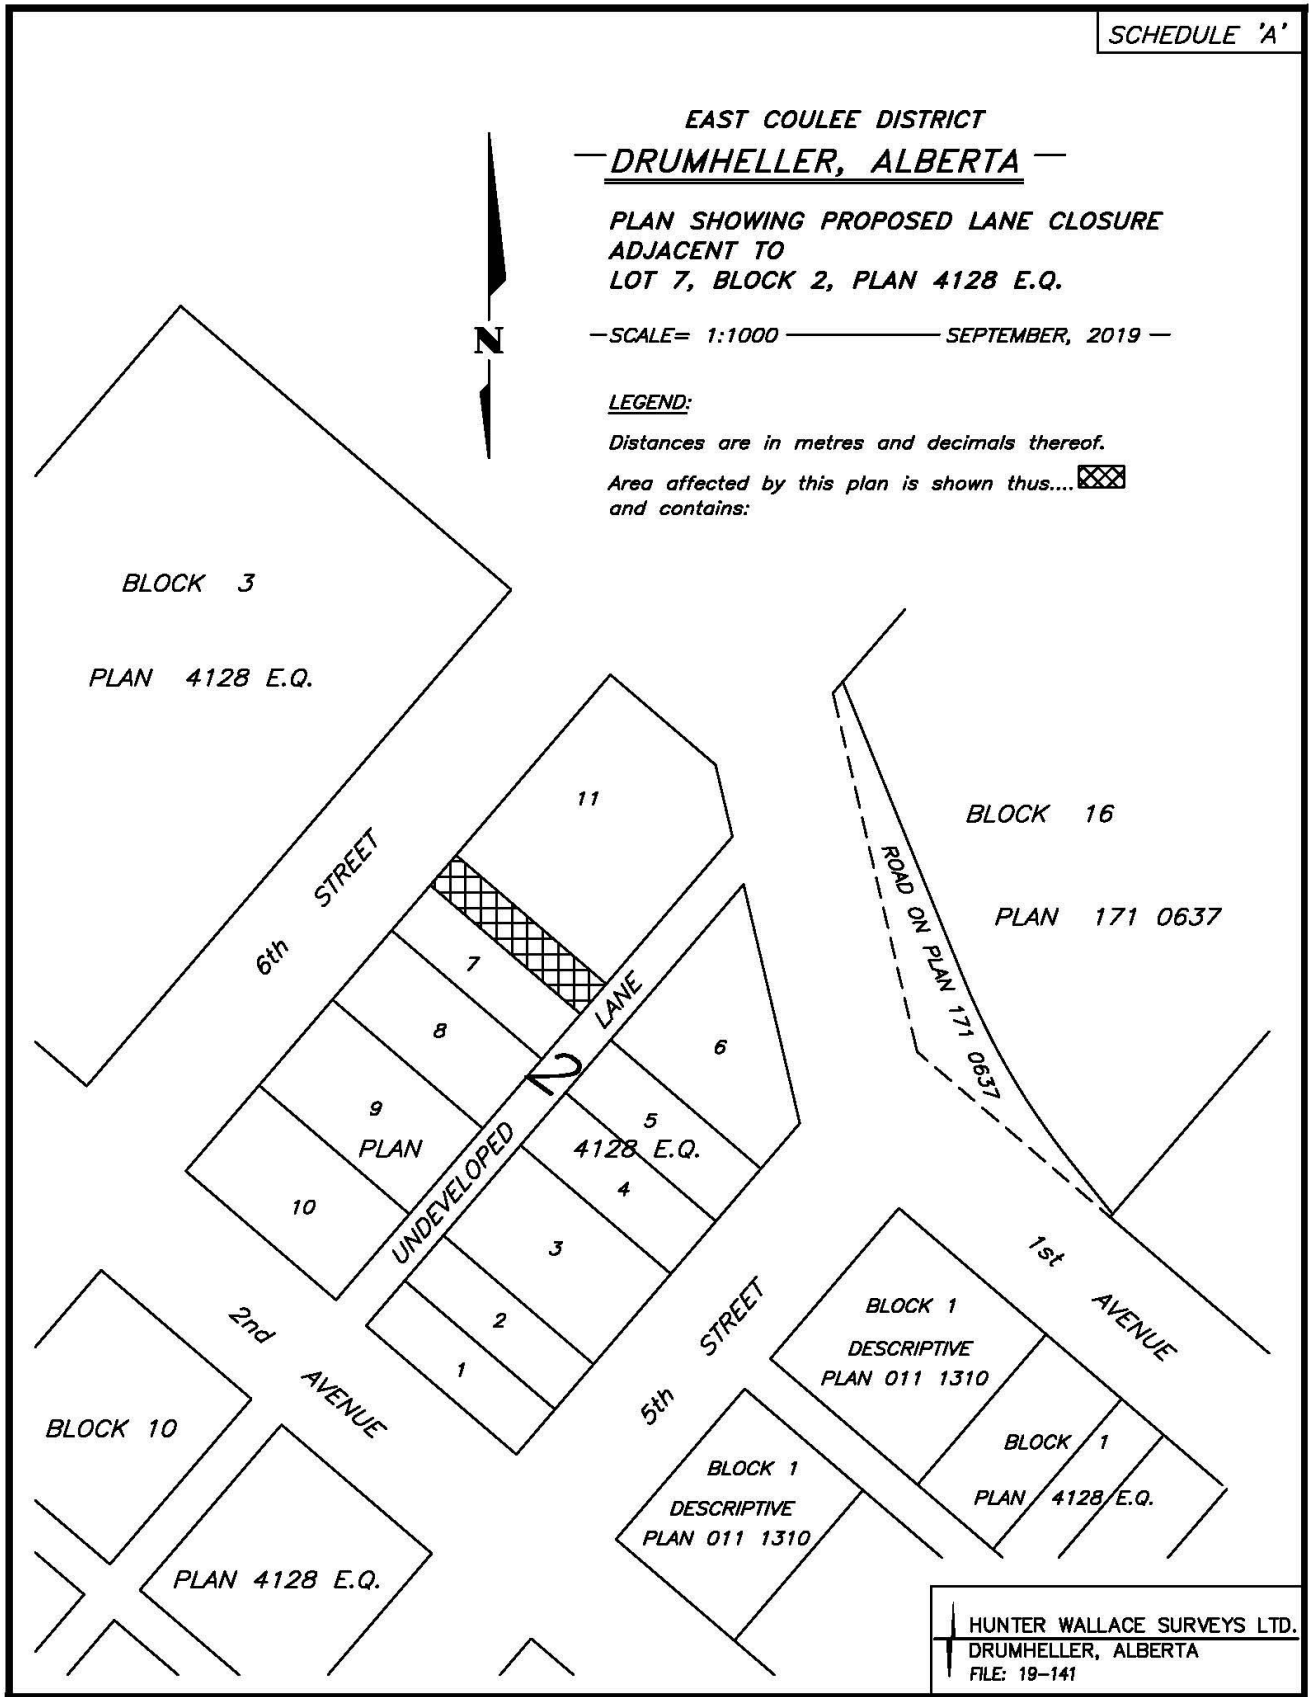 SCHEDULE 'A'
EAST COULEE DISTRICT
DRUMHELLER, ALBERTA
PLAN SHOWING PROPOSED LANE CLOSURE
ADJACENT TO
LOT 7, BLOCK 2, PLAN 4128 E.Q.
SCALE= 1:1000
SEPTEMBER, 2019
N
LEGEND:
Distances are in metres and decimals thereof.
Area affected by this plan is shown thus....
and contains:
BLOCK 3
PLAN 4128 E.Q.
11
BLOCK 16
PLAN 171 0637
ROAD ON PLAN 171 0637
6th STREET
7
8
9
10
UNDEVELOPED LANE
2
PLAN 4128 E.Q.
6
5
4
3
2
1
2nd AVENUE
5th STREET
1st AVENUE
BLOCK 1
DESCRIPTIVE
PLAN 011 1310
BLOCK 1
PLAN 4128 E.Q.
BLOCK 1
DESCRIPTIVE
PLAN 011 1310
BLOCK 10
PLAN 4128 E.Q.
HUNTER WALLACE SURVEYS LTD.
DRUMHELLER, ALBERTA
FILE: 19-141